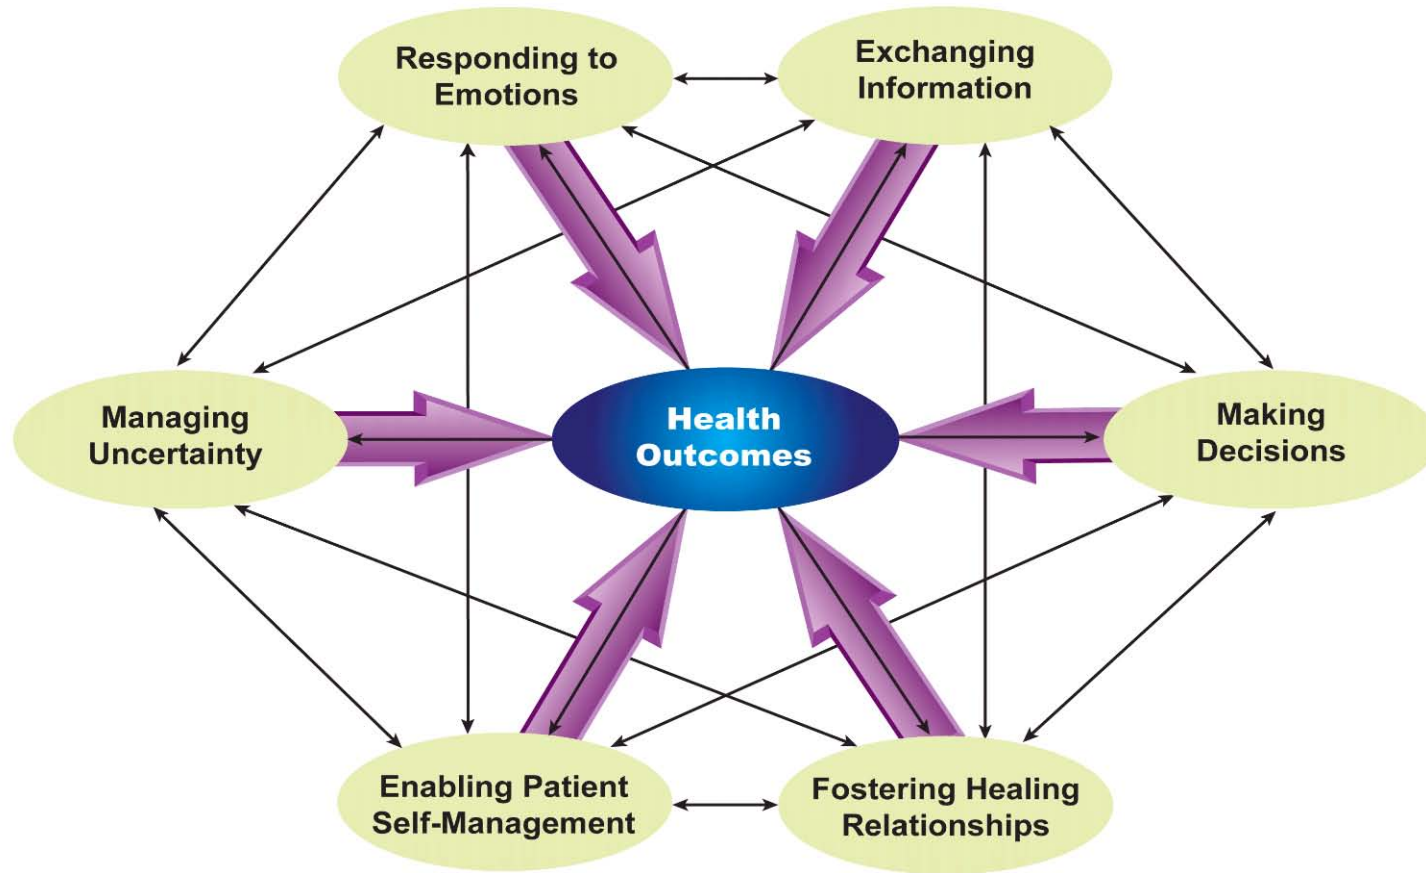 Responding to
Emotions
Exchanging
Information
Managing
Uncertainty
Health
Outcomes
Making
Decisions
Enabling Patient
Self-Management
Fostering Healing
Relationships